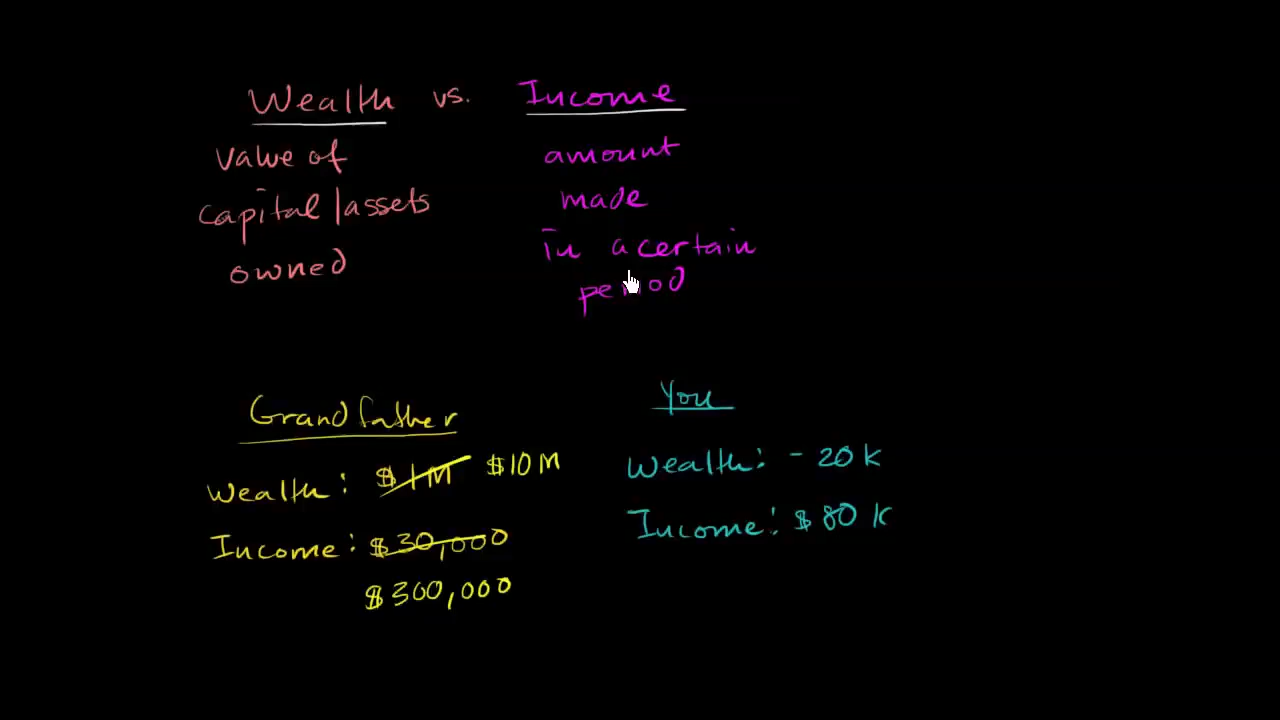 Wealth vs. Income
value of
capital/assets
owned
amount
made
in a certain
period
Grandfather
Wealth: $1M $10M
Income: $30,000
$300,000
You
Wealth: -20K
Income: $80K